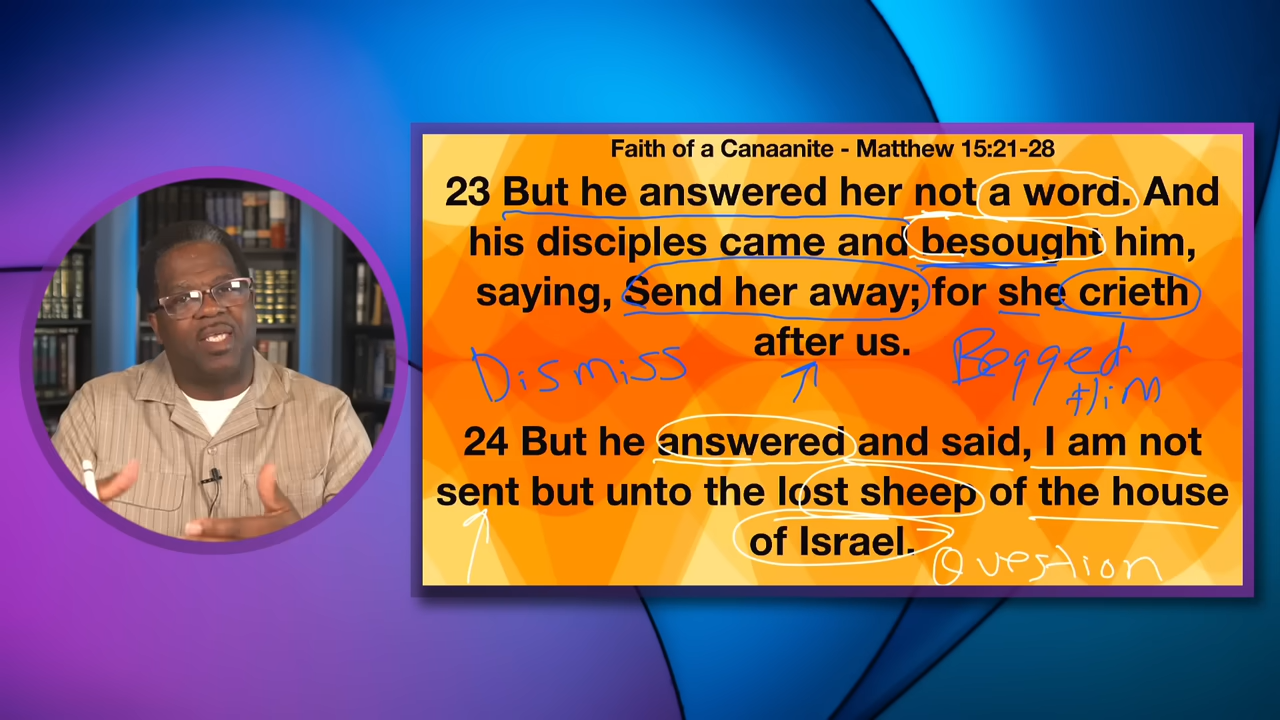 Faith of a Canaanite - Matthew 15:21-28
23 But he answered her not a word. And
his disciples came and besought him,
saying, Send her away; for she crieth
after us.
Dismiss
Begged
Him
24 But he answered and said, I am not
sent but unto the lost sheep of the house
of Israel.
Question